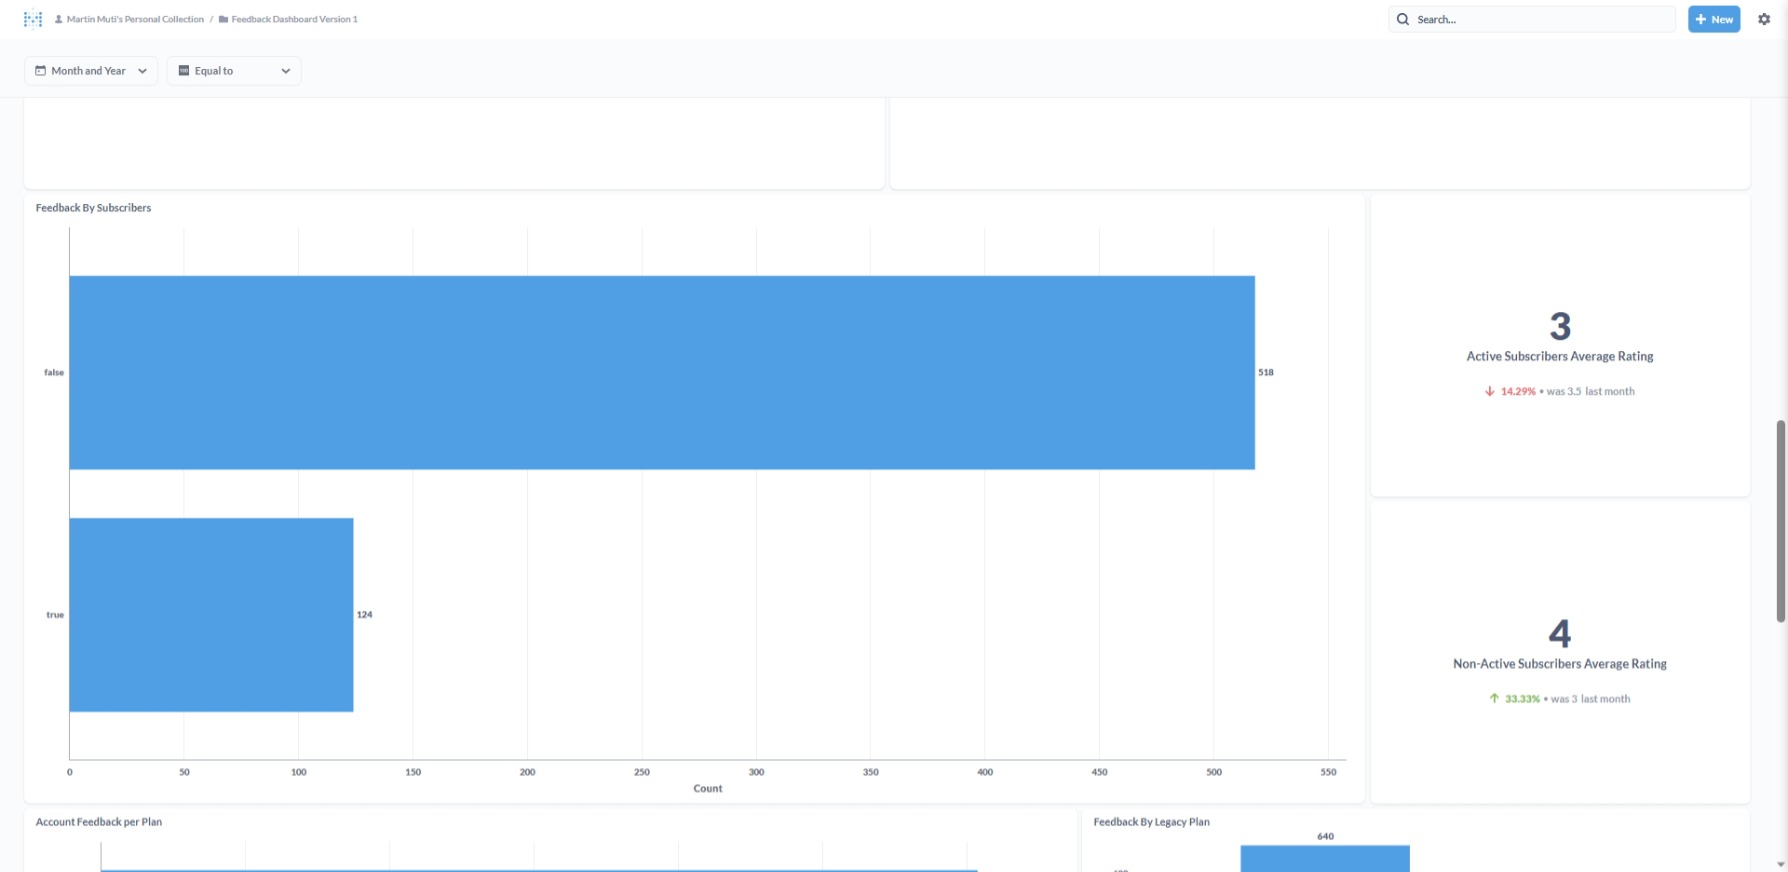 Martin Muti's Personal Collection / Feedback Dashboard Version 1
Search...
New
Month and Year
Equal to
Feedback By Subscribers
false
518
true
124
0 50 100 150 200 250 300 350 400 450 500 550
Count
3
Active Subscribers Average Rating
14.29% • was 3.5 last month
4
Non-Active Subscribers Average Rating
33.33% • was 3 last month
Account Feedback per Plan
Feedback By Legacy Plan
640